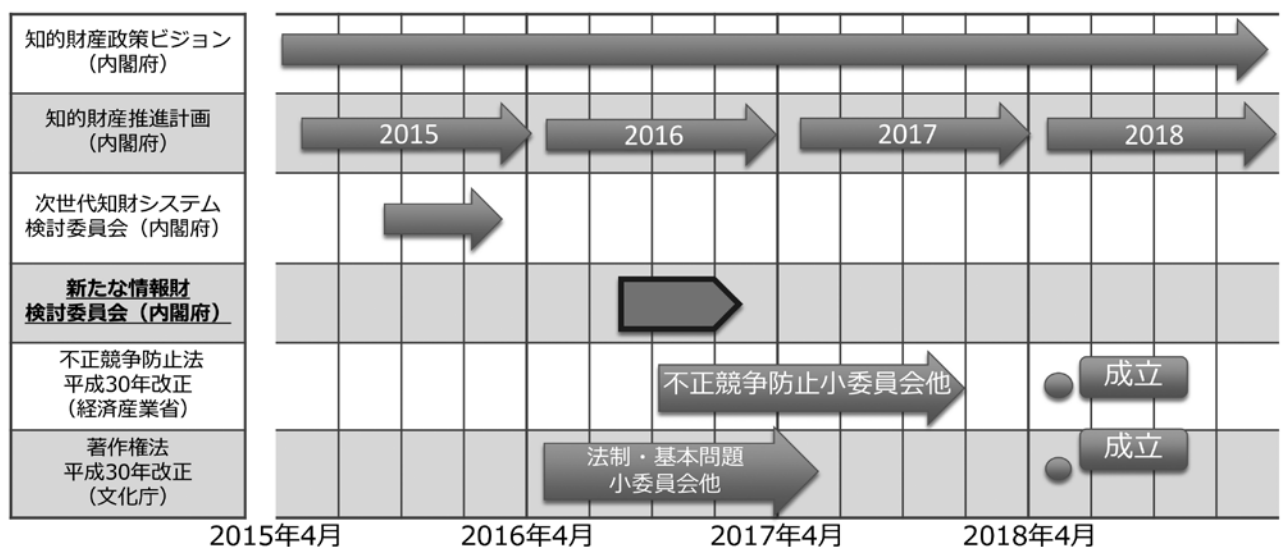 知的財産政策ビジョン
（内閣府）
知的財産推進計画
（内閣府）
2015
2016
2017
2018
次世代知財システム
検討委員会（内閣府）
新たな情報財
検討委員会（内閣府）
不正競争防止法
平成30年改正
（経済産業省）
不正競争防止小委員会他
成立
著作権法
平成30年改正
（文化庁）
法制・基本問題
小委員会他
成立
2015年4月
2016年4月
2017年4月
2018年4月